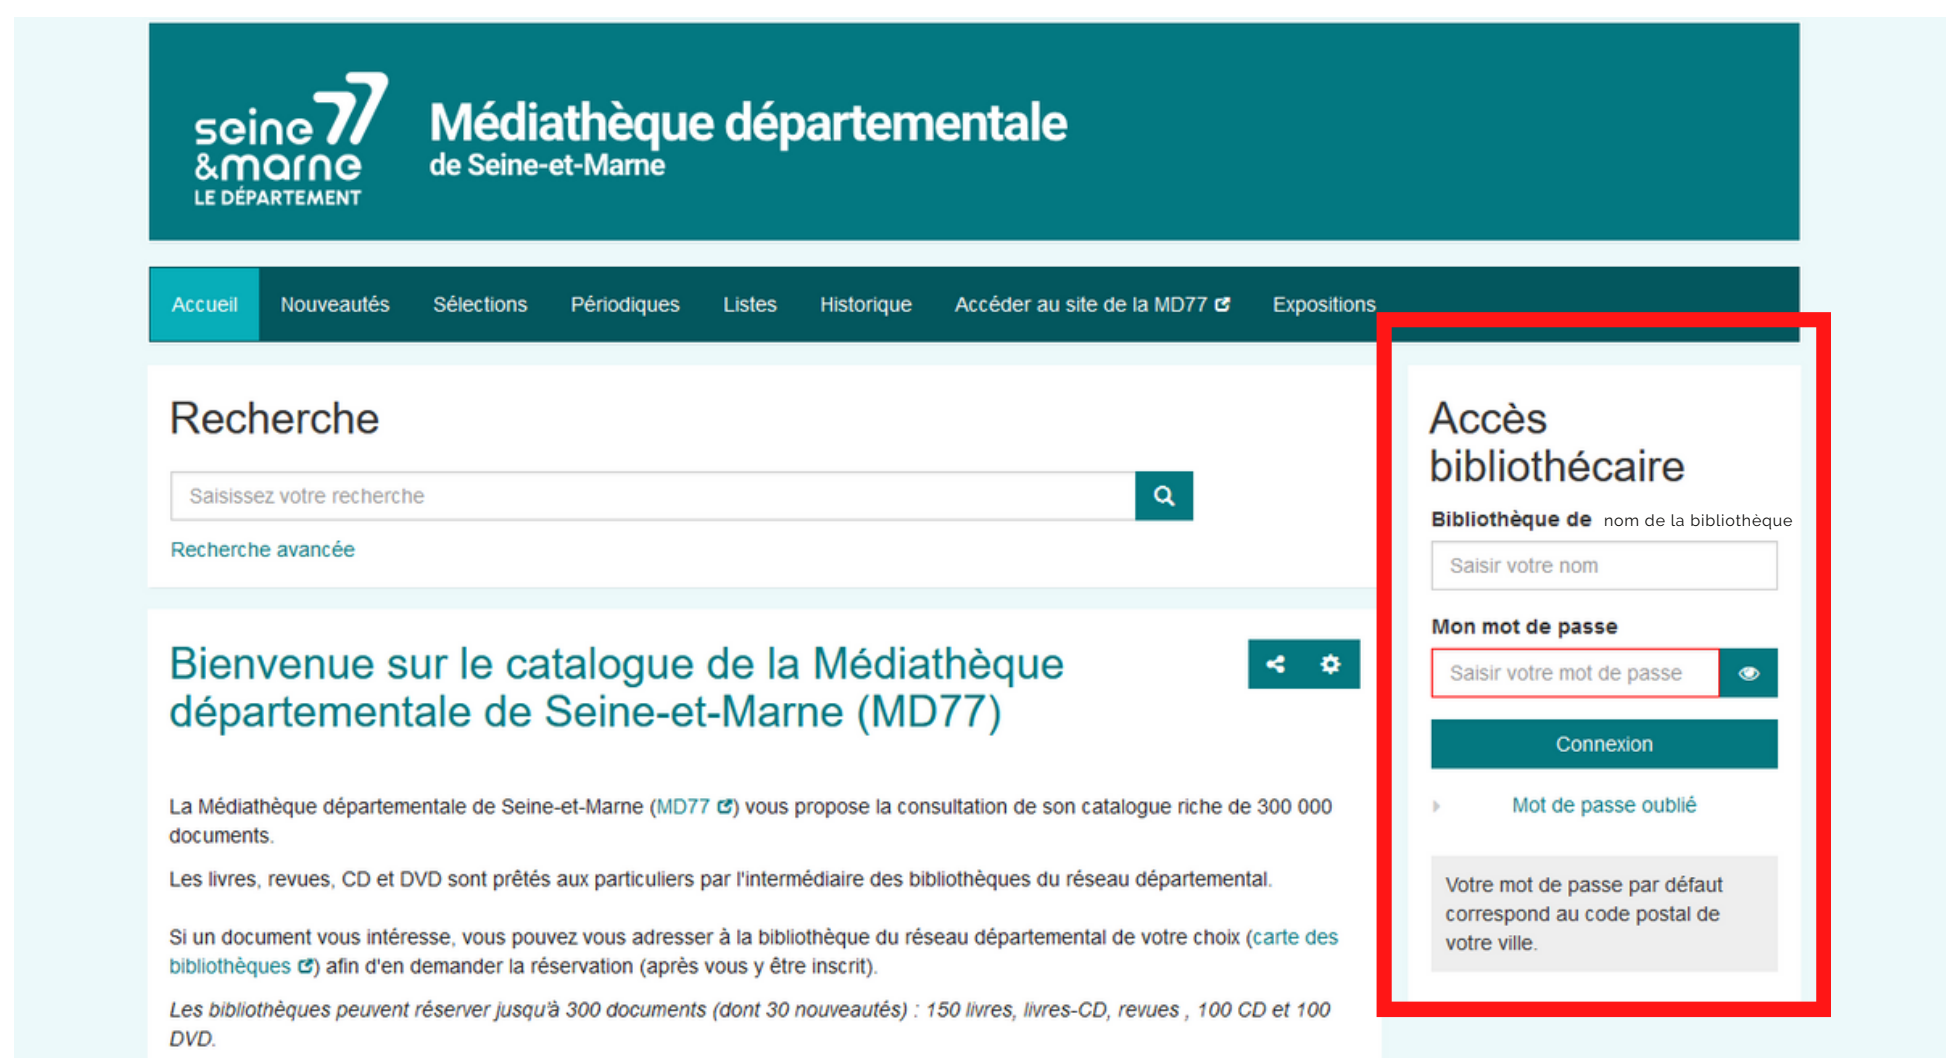 seine 77
&marne
LE DÉPARTEMENT
Médiathèque départementale
de Seine-et-Marne
Accueil Nouveautés Sélections Périodiques Listes Historique Accéder au site de la MD77 Expositions
Recherche
Saisissez votre recherche
Recherche avancée
Bienvenue sur le catalogue de la Médiathèque
départementale de Seine-et-Marne (MD77)
La Médiathèque départementale de Seine-et-Marne (MD77) vous propose la consultation de son catalogue riche de 300 000
documents.
Les livres, revues, CD et DVD sont prêtés aux particuliers par l'intermédiaire des bibliothèques du réseau départemental.
Si un document vous intéresse, vous pouvez vous adresser à la bibliothèque du réseau départemental de votre choix (carte des
bibliothèques) afin d'en demander la réservation (après vous y être inscrit).
Les bibliothèques peuvent réserver jusqu'à 300 documents (dont 30 nouveautés) : 150 livres, livres-CD, revues , 100 CD et 100
DVD.
Accès
bibliothécaire
Bibliothèque de nom de la bibliothèque
Saisir votre nom
Mon mot de passe
Saisir votre mot de passe
Connexion
Mot de passe oublié
Votre mot de passe par défaut
correspond au code postal de
votre ville.